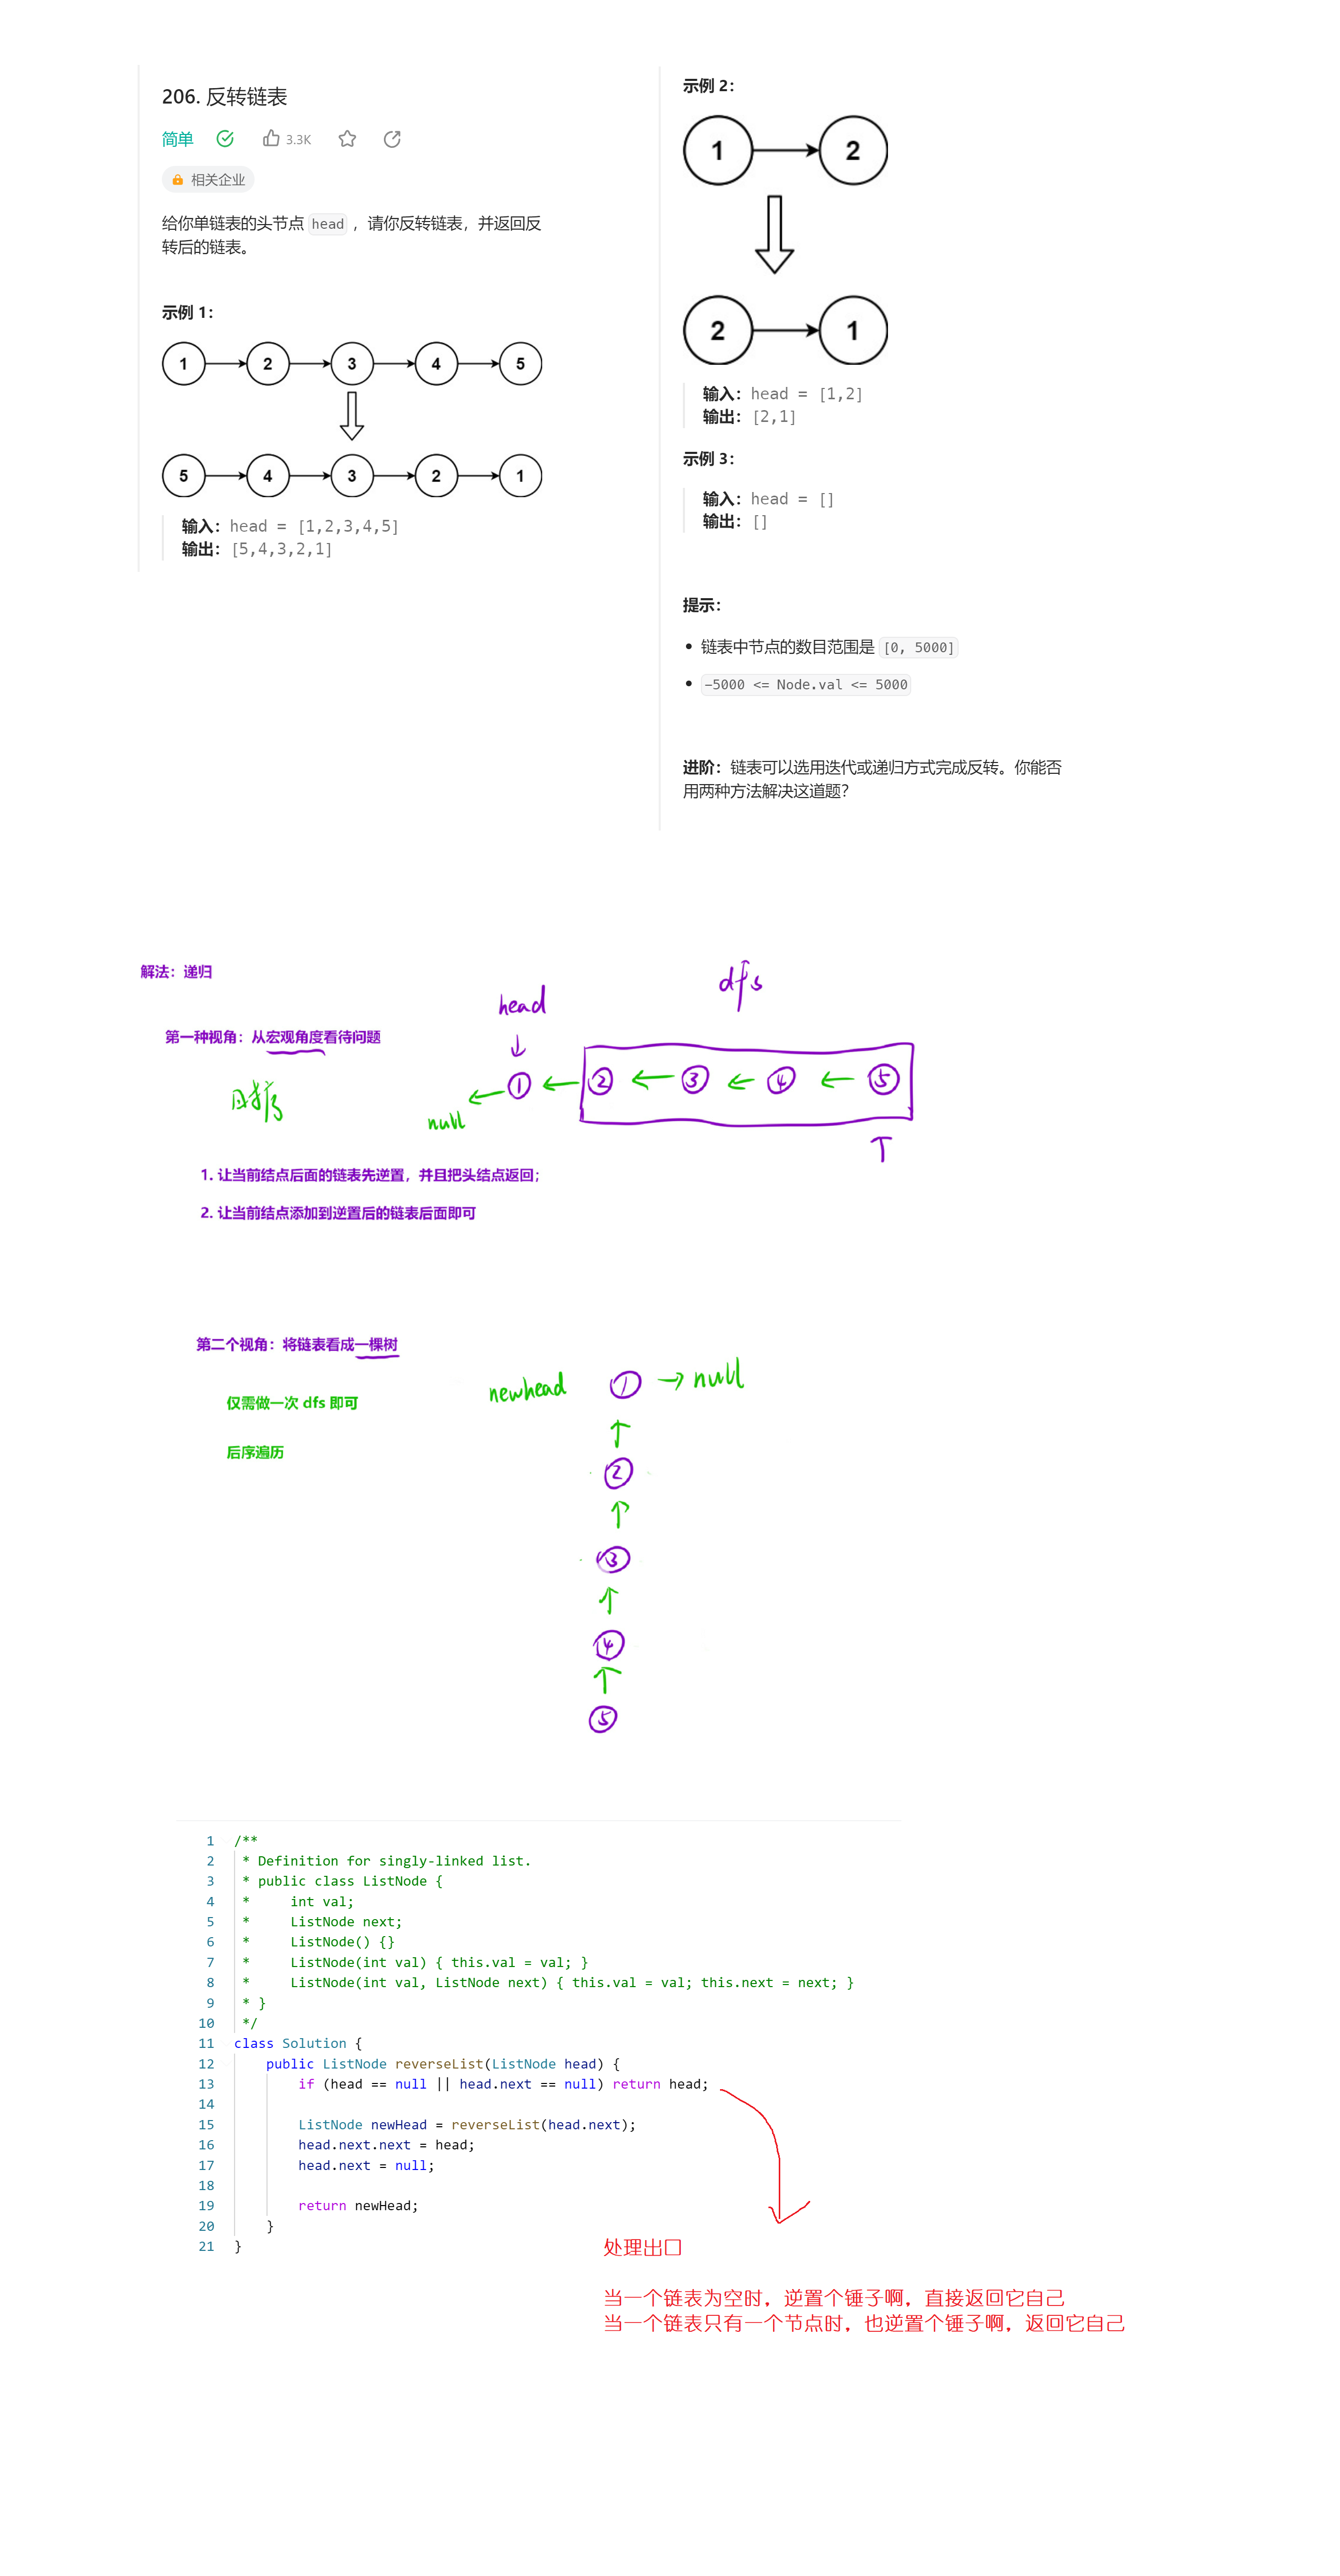 206. 反转链表
简单 3.3K
相关企业
给你单链表的头节点 head ，请你反转链表，并返回反
转后的链表。
示例 1：
1 2 3 4 5
5 4 3 2 1
输入：head = [1,2,3,4,5]
输出：[5,4,3,2,1]
示例 2：
1 2
2 1
输入：head = [1,2]
输出：[2,1]
示例 3：
输入：head = []
输出：[]
提示：
• 链表中节点的数目范围是 [0, 5000]
• -5000 <= Node.val <= 5000
进阶：链表可以选用迭代或递归方式完成反转。你能否
用两种方法解决这道题？
解法：递归
dfs
head
第一种视角：从宏观角度看待问题
1 2 3 4 5
null
1. 让当前结点后面的链表先逆置，并且把头结点返回；
2. 让当前结点添加到逆置后的链表后面即可
第二个视角：将链表看成一棵树
newhead 1 null
仅需做一次 dfs 即可
后序遍历
2
3
4
5
1 /**
2 * Definition for singly-linked list.
3 * public class ListNode {
4 *     int val;
5 *     ListNode next;
6 *     ListNode() {}
7 *     ListNode(int val) { this.val = val; }
8 *     ListNode(int val, ListNode next) { this.val = val; this.next = next; }
9 * }
10 */
11 class Solution {
12     public ListNode reverseList(ListNode head) {
13         if (head == null || head.next == null) return head;
14
15         ListNode newHead = reverseList(head.next);
16         head.next.next = head;
17         head.next = null;
18
19         return newHead;
20     }
21 }
处理出口
当一个链表为空时，逆置个锤子啊，直接返回它自己
当一个链表只有一个节点时，也逆置个锤子啊，返回它自己